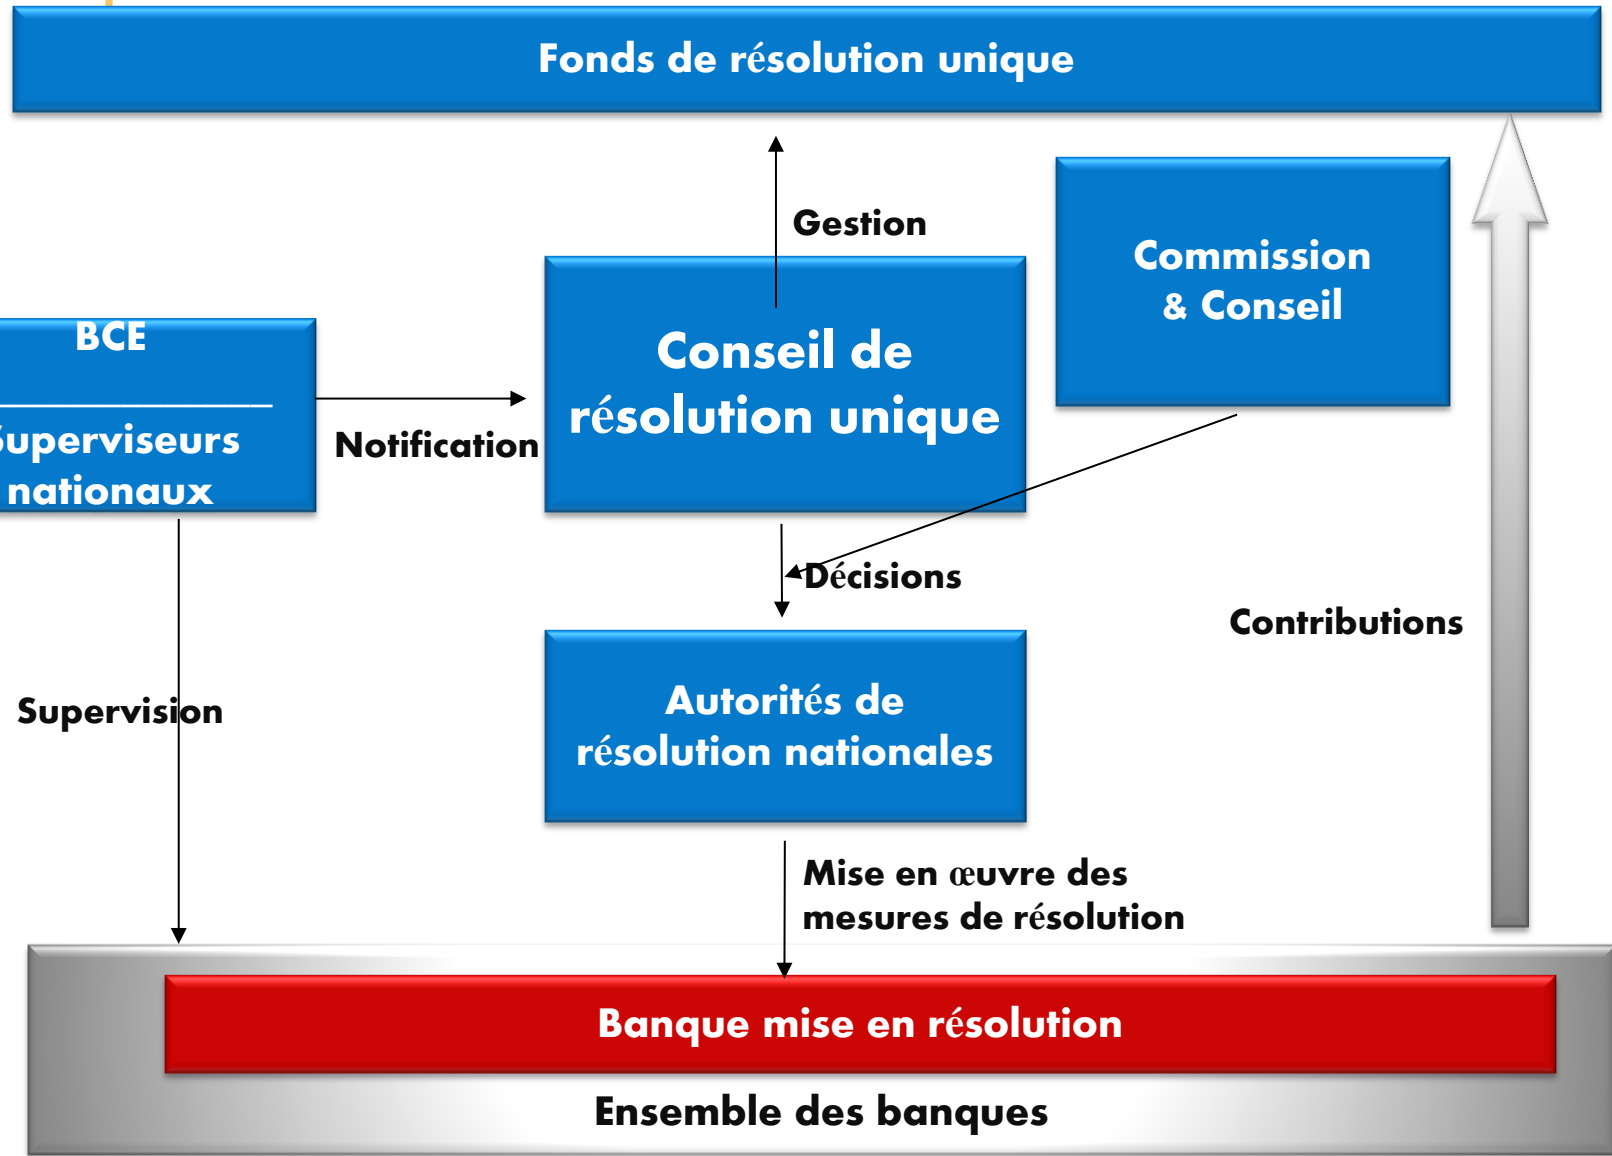 Fonds de résolution unique
Gestion
Commission
& Conseil
BCE
Superviseurs
nationaux
Notification
Conseil de
résolution unique
Décisions
Contributions
Supervision
Autorités de
résolution nationales
Mise en œuvre des
mesures de résolution
Banque mise en résolution
Ensemble des banques